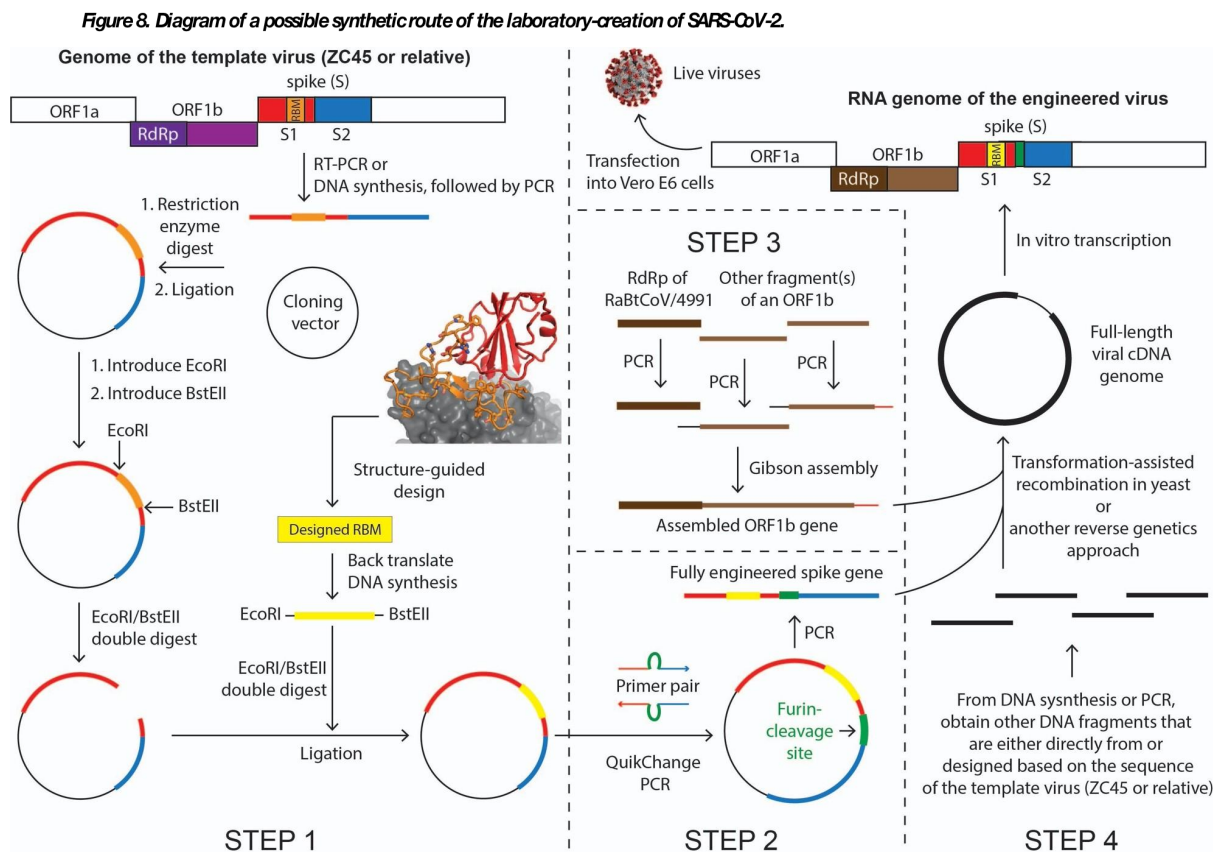 Figure 8. Diagram of a possible synthetic route of the laboratory-creation of SARS-CoV-2.
Genome of the template virus (ZC45 or relative)
spike (S)
ORF1a
ORF1b
RBM
RdRp
S1
S2
RT-PCR or
DNA synthesis, followed by PCR
1. Restriction
enzyme
digest
2. Ligation
Cloning
vector
1. Introduce EcoRI
2. Introduce BstEII
EcoRI
BstEII
Structure-guided
design
Designed RBM
Back translate
DNA synthesis
EcoRI
BstEII
EcoRI/BstEII
double digest
EcoRI/BstEII
double digest
Ligation
STEP 1
Live viruses
Transfection
into Vero E6 cells
RNA genome of the engineered virus
spike (S)
ORF1a
ORF1b
RBM
RdRp
S1
S2
STEP 3
RdRp of
RaBtCoV/4991
Other fragment(s)
of an ORF1b
PCR
PCR
PCR
Gibson assembly
Assembled ORF1b gene
Fully engineered spike gene
PCR
Primer pair
Furin-
cleavage
site
QuikChange
PCR
STEP 2
In vitro transcription
Full-length
viral cDNA
genome
Transformation-assisted
recombination in yeast
or
another reverse genetics
approach
From DNA sysnthesis or PCR,
obtain other DNA fragments that
are either directly from or
designed based on the sequence
of the template virus (ZC45 or relative)
STEP 4